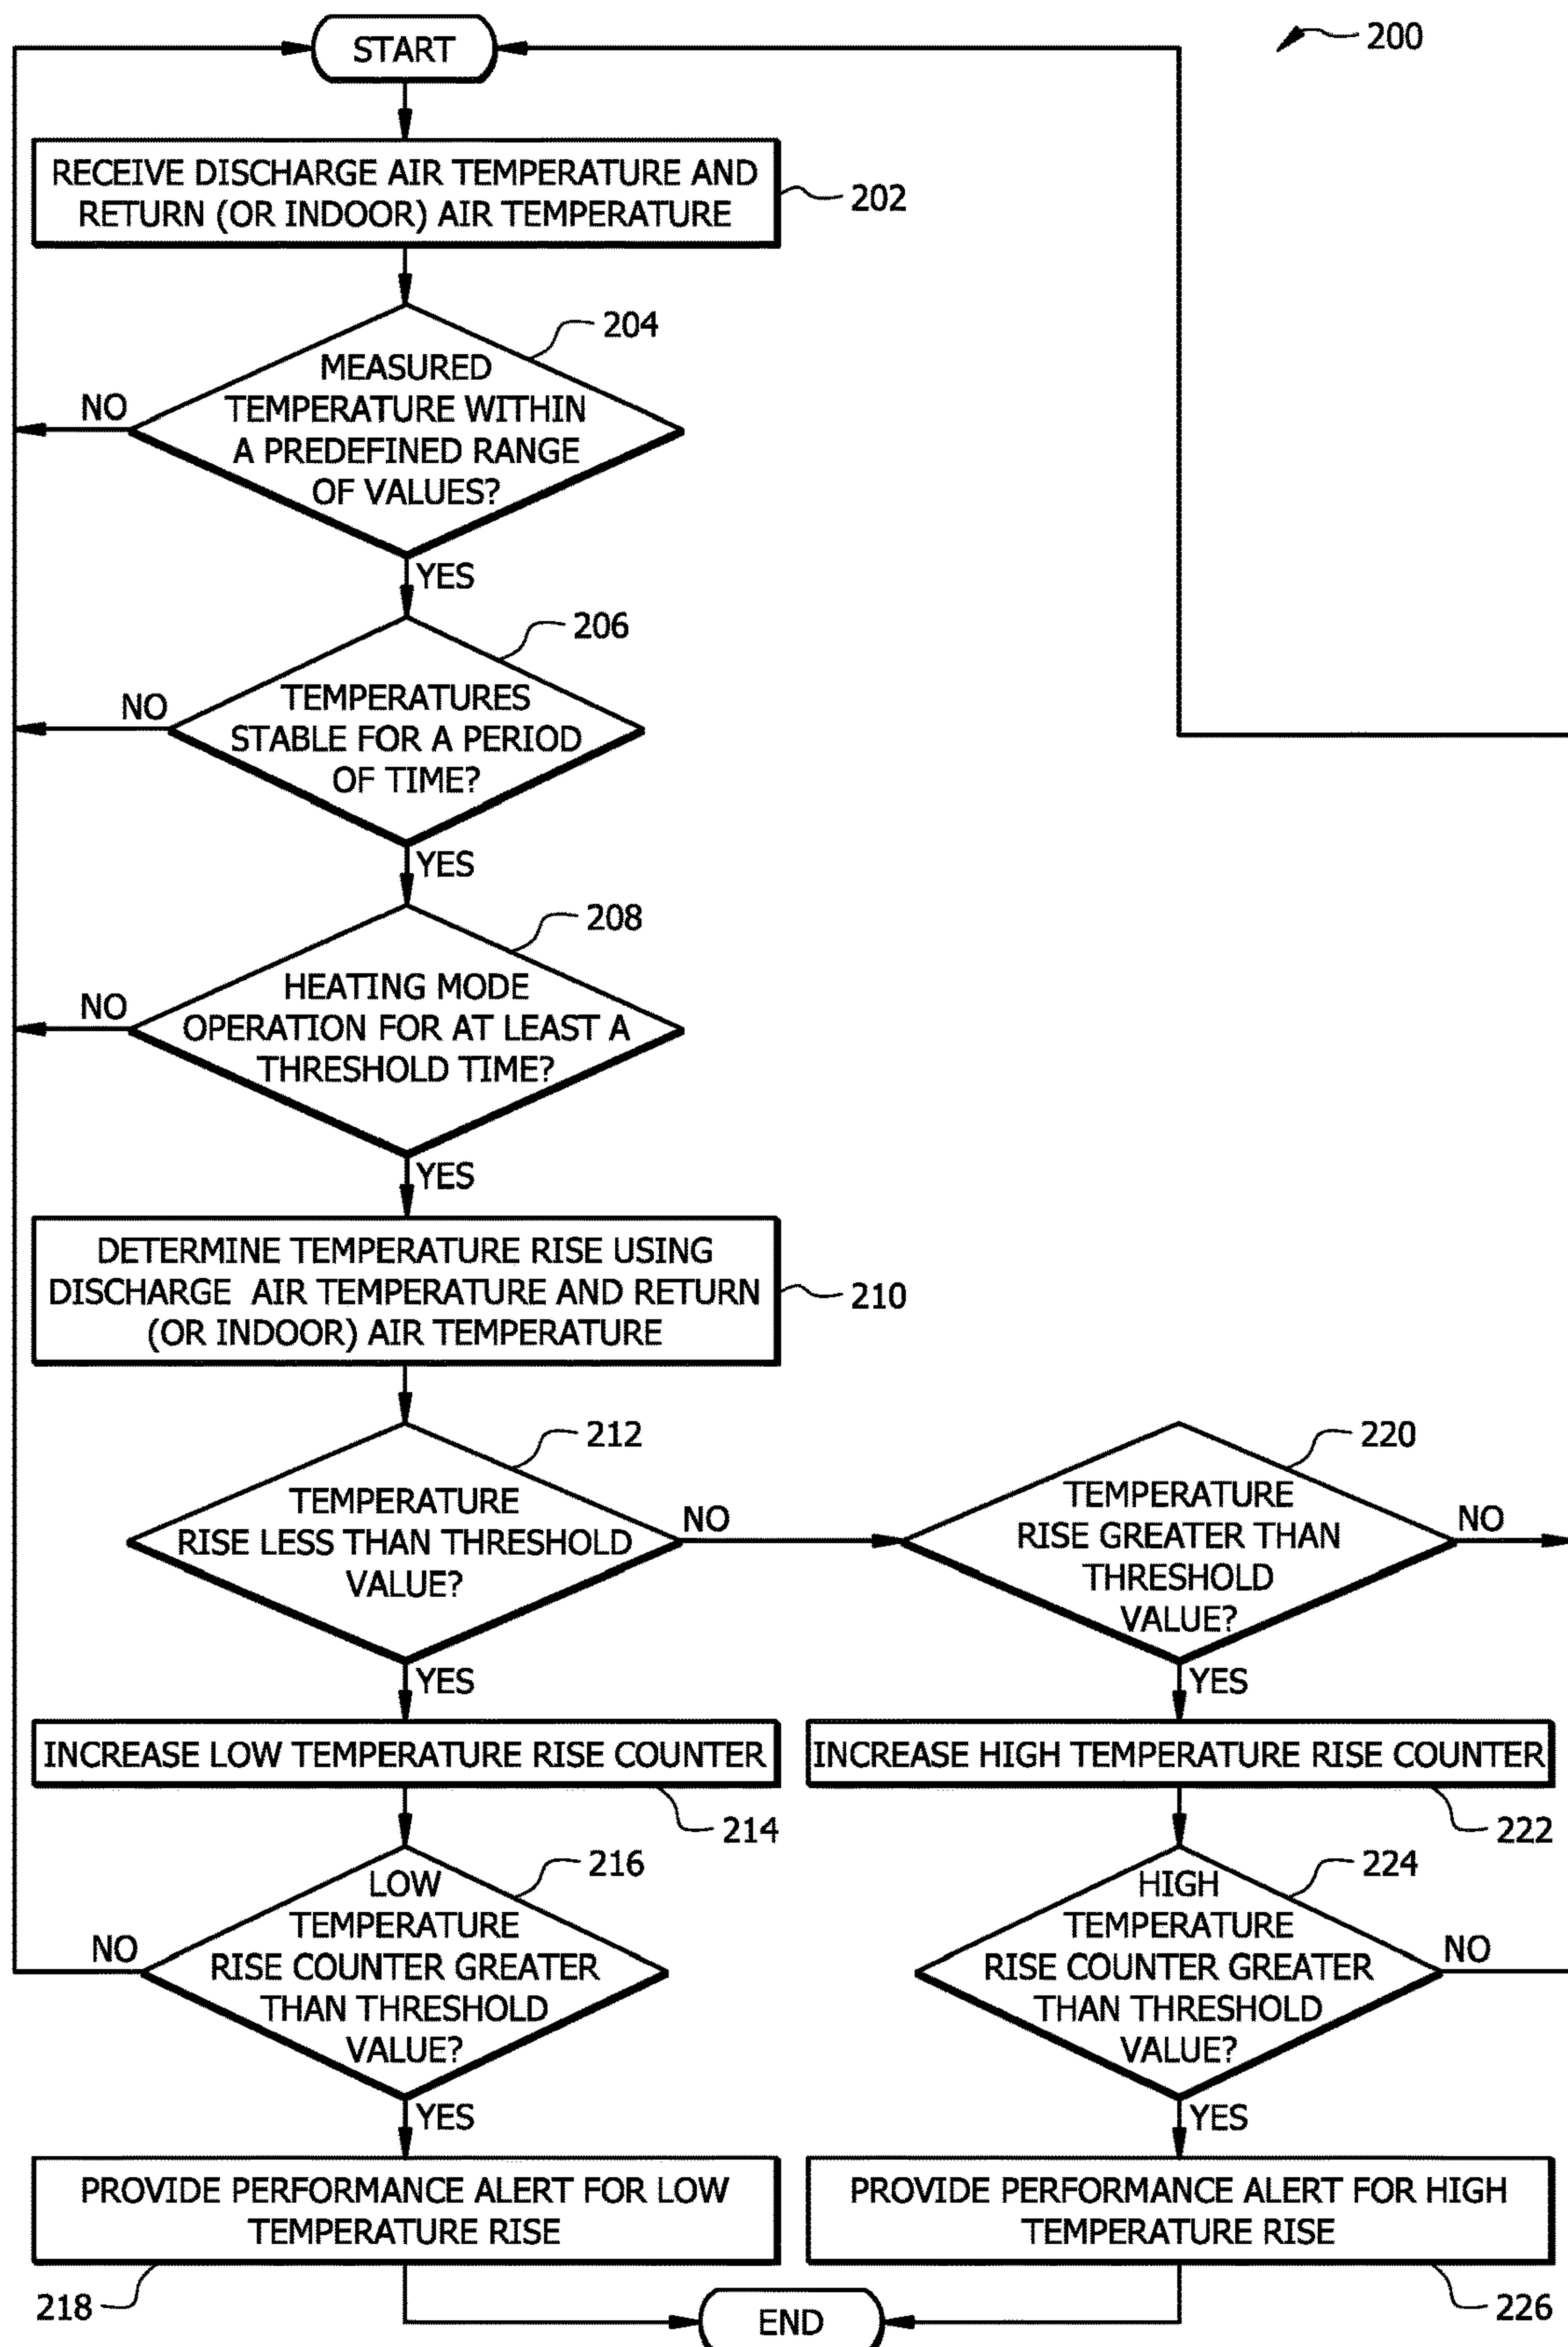 START
200
RECEIVE DISCHARGE AIR TEMPERATURE AND
RETURN (OR INDOOR) AIR TEMPERATURE
202
204
MEASURED
TEMPERATURE WITHIN
A PREDEFINED RANGE
OF VALUES?
NO
YES
206
TEMPERATURES
STABLE FOR A PERIOD
OF TIME?
NO
YES
208
HEATING MODE
OPERATION FOR AT LEAST A
THRESHOLD TIME?
NO
YES
DETERMINE TEMPERATURE RISE USING
DISCHARGE AIR TEMPERATURE AND RETURN
(OR INDOOR) AIR TEMPERATURE
210
212
TEMPERATURE
RISE LESS THAN THRESHOLD
VALUE?
NO
YES
220
TEMPERATURE
RISE GREATER THAN
THRESHOLD
VALUE?
NO
YES
INCREASE LOW TEMPERATURE RISE COUNTER
214
INCREASE HIGH TEMPERATURE RISE COUNTER
222
216
LOW
TEMPERATURE
RISE COUNTER GREATER
THAN THRESHOLD
VALUE?
NO
YES
224
HIGH
TEMPERATURE
RISE COUNTER GREATER
THAN THRESHOLD
VALUE?
NO
YES
PROVIDE PERFORMANCE ALERT FOR LOW
TEMPERATURE RISE
218
PROVIDE PERFORMANCE ALERT FOR HIGH
TEMPERATURE RISE
226
END